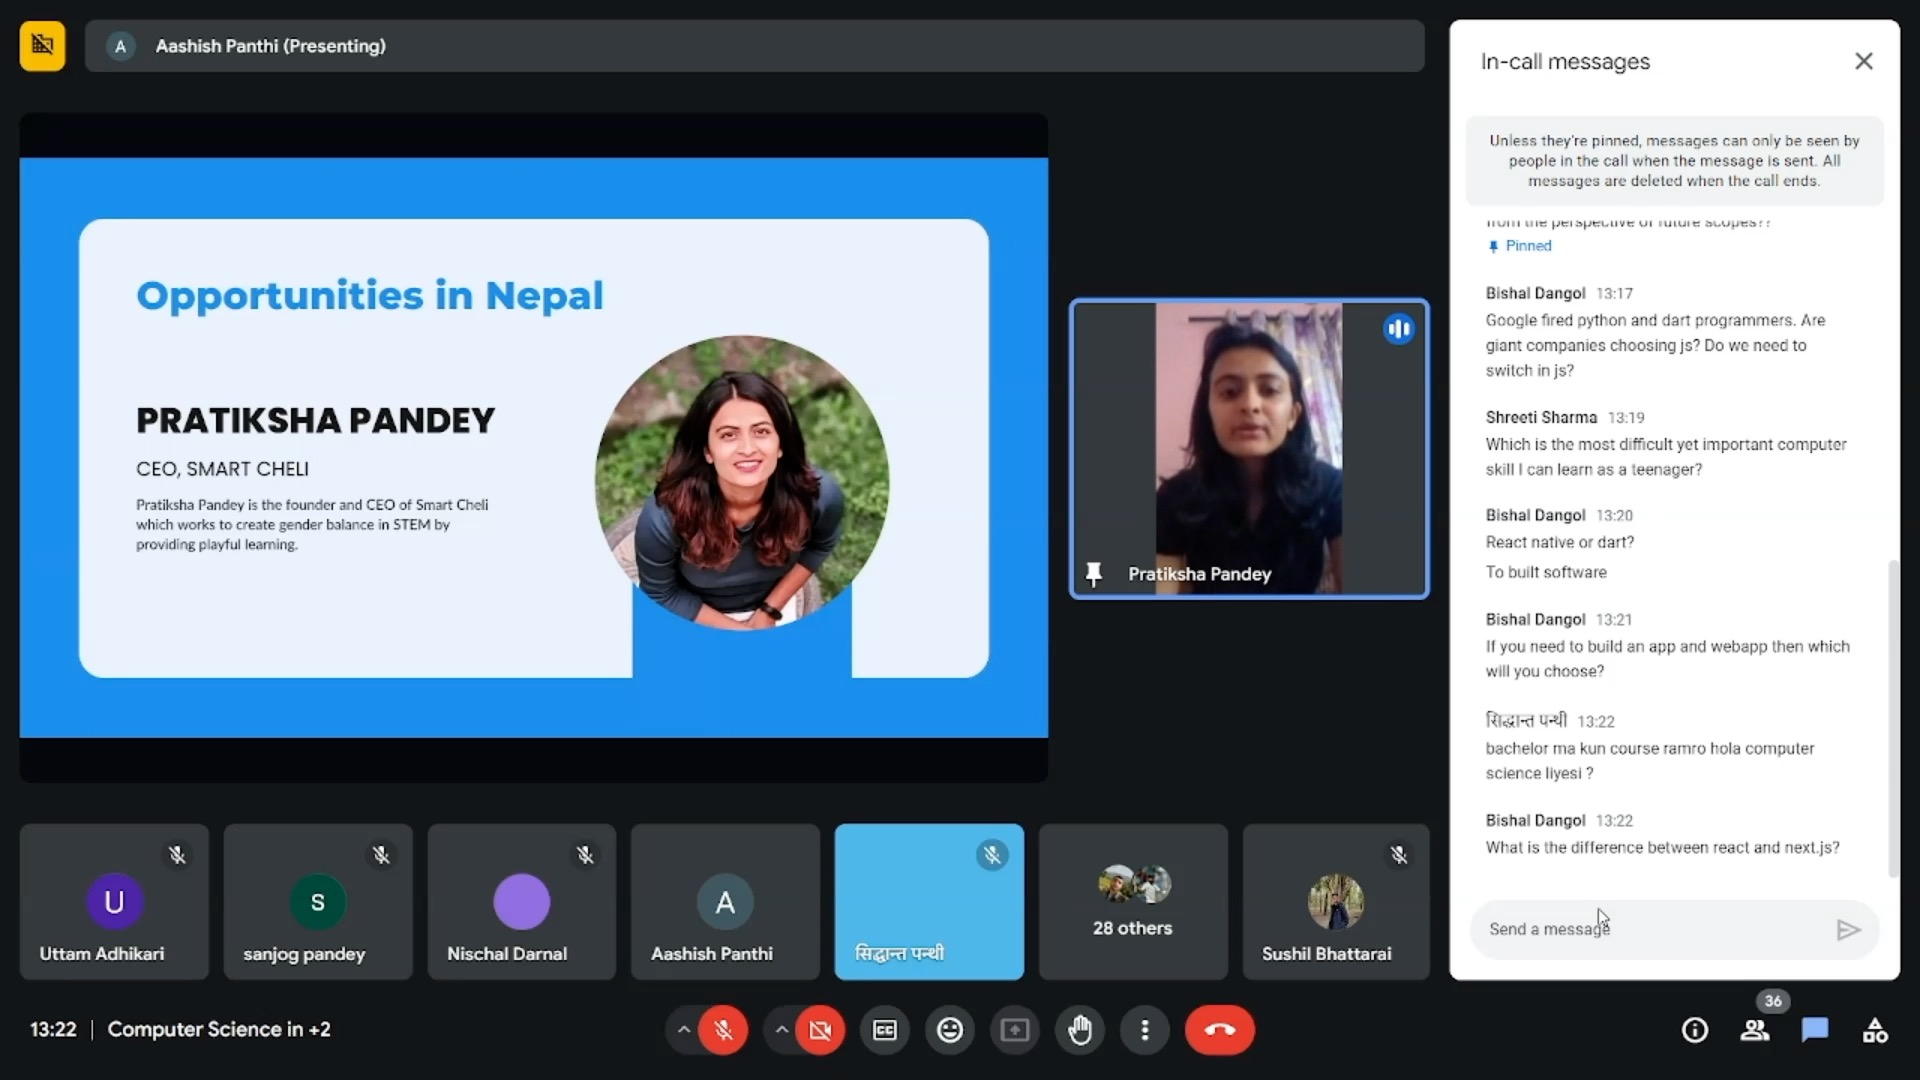 A Aashish Panthi (Presenting)
Opportunities in Nepal
PRATIKSHA PANDEY
CEO, SMART CHELI
Pratiksha Pandey is the founder and CEO of Smart Cheli
which works to create gender balance in STEM by
providing playful learning.
Pratiksha Pandey
In-call messages
Unless they're pinned, messages can only be seen by
people in the call when the message is sent. All
messages are deleted when the call ends.
from the perspective of future scopes??
Pinned
Bishal Dangol 13:17
Google fired python and dart programmers. Are
giant companies choosing js? Do we need to
switch in js?
Shreeti Sharma 13:19
Which is the most difficult yet important computer
skill I can learn as a teenager?
Bishal Dangol 13:20
React native or dart?
To built software
Bishal Dangol 13:21
If you need to build an app and webapp then which
will you choose?
सिद्धान्त पन्थी 13:22
bachelor ma kun course ramro hola computer
science liyesi ?
Bishal Dangol 13:22
What is the difference between react and next.js?
Send a message
U
Uttam Adhikari
s
sanjog pandey
Nischal Darnal
A
Aashish Panthi
सिद्धान्त पन्थी
28 others
Sushil Bhattarai
13:22 | Computer Science in +2
CC
36